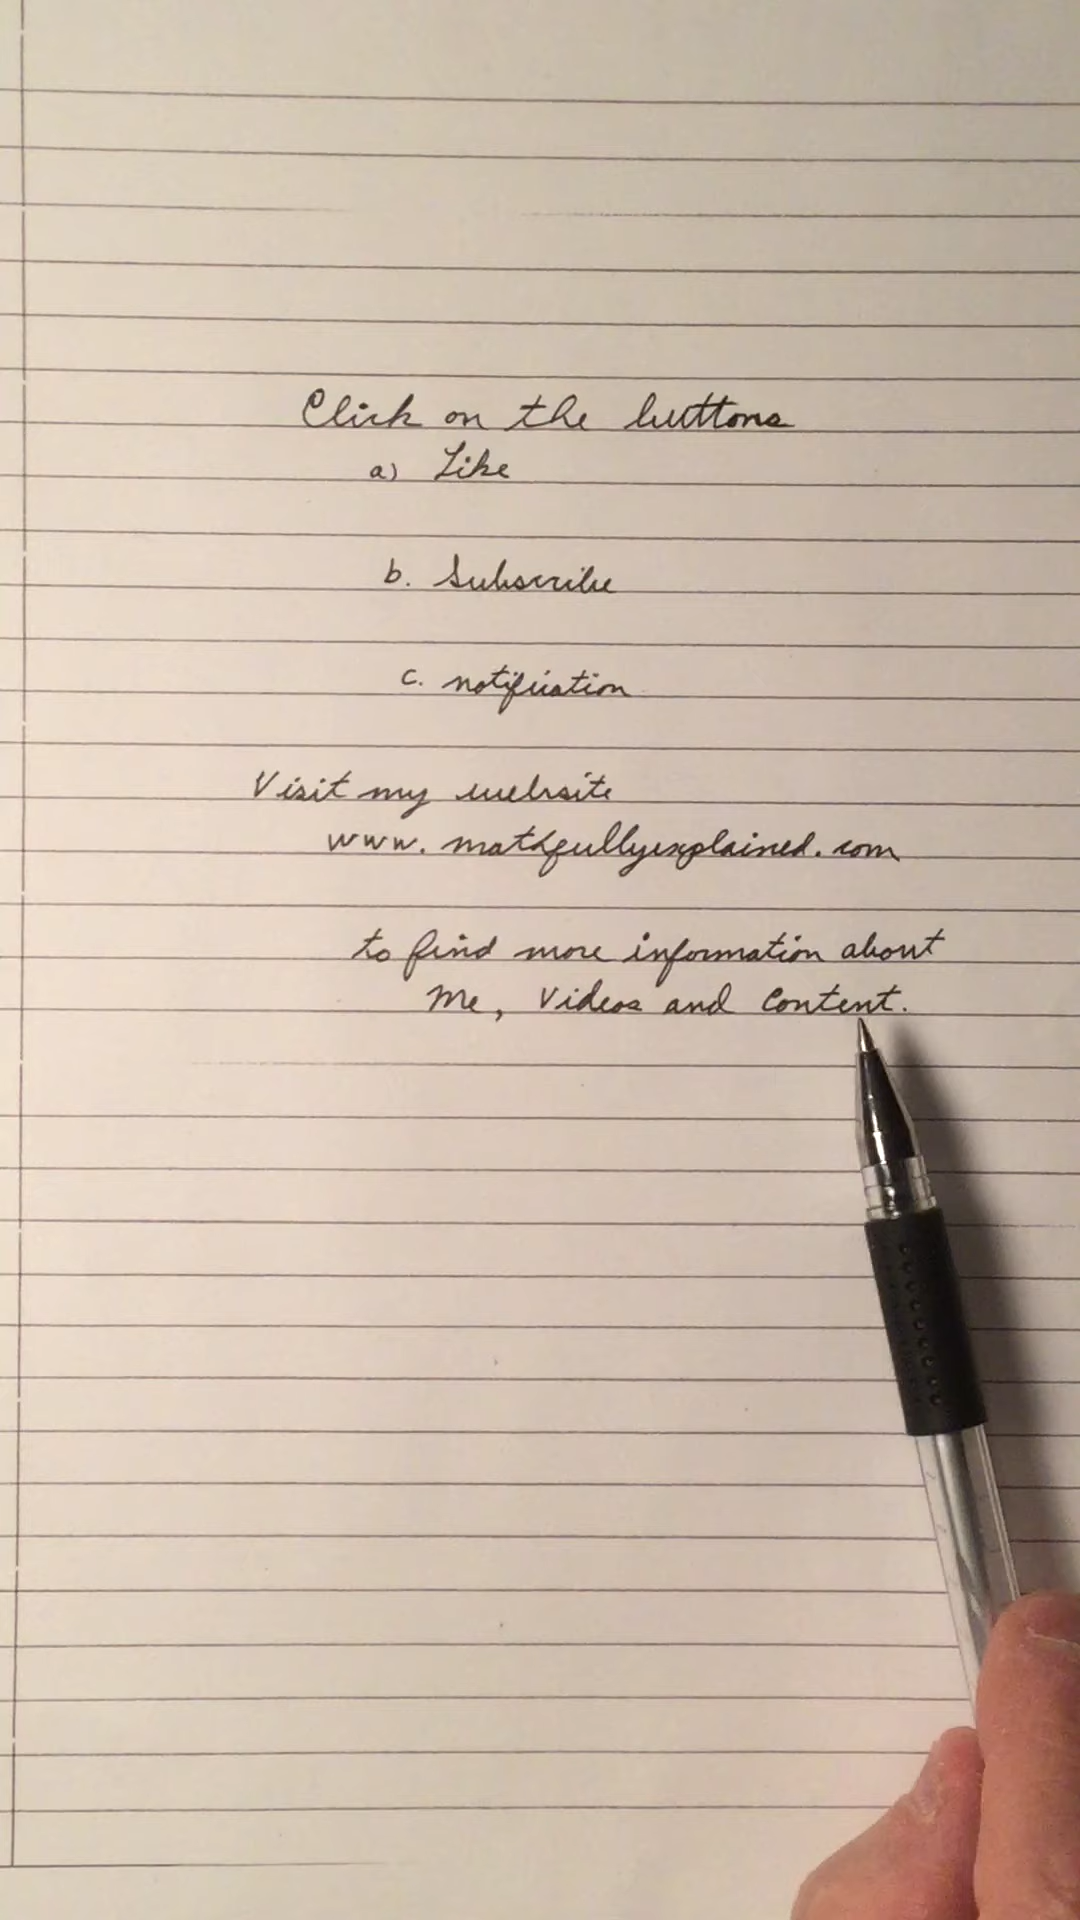 Click on the buttons
a) Like
b. Subscribe
c. notification
Visit my website
www.mathfullyexplained.com
to find more information about
Me, Videos and Content.